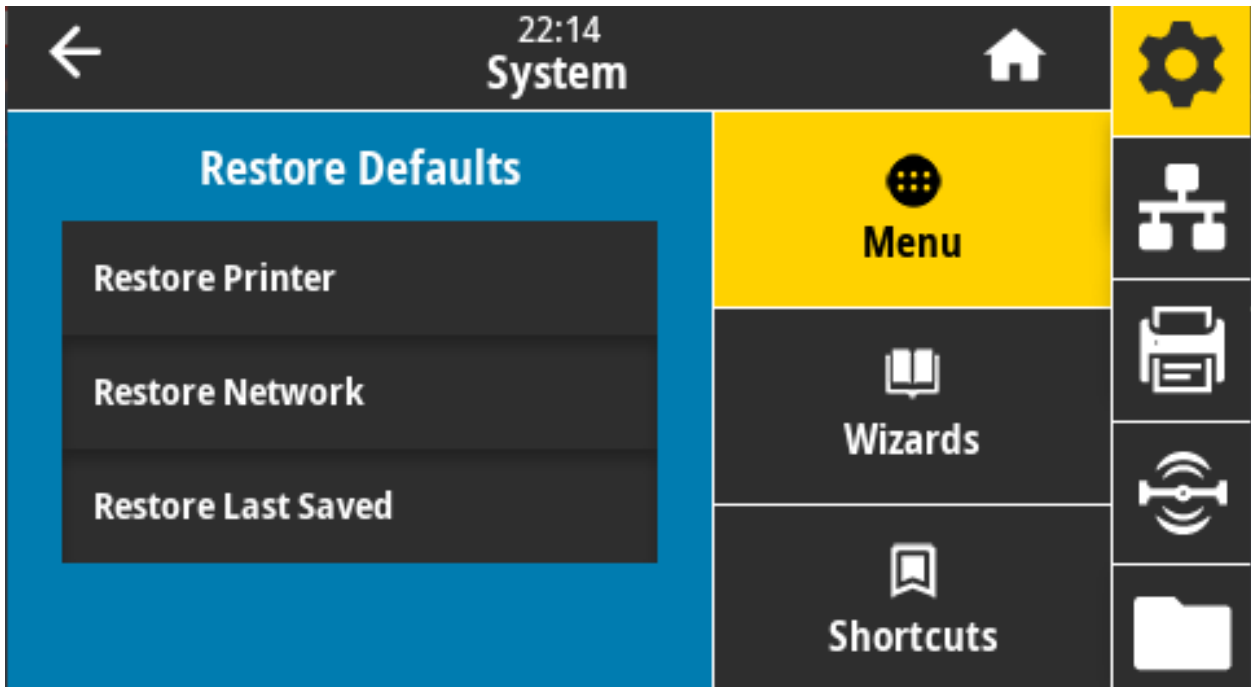 22:14
System
Restore Defaults
Restore Printer
Restore Network
Restore Last Saved
Menu
Wizards
Shortcuts